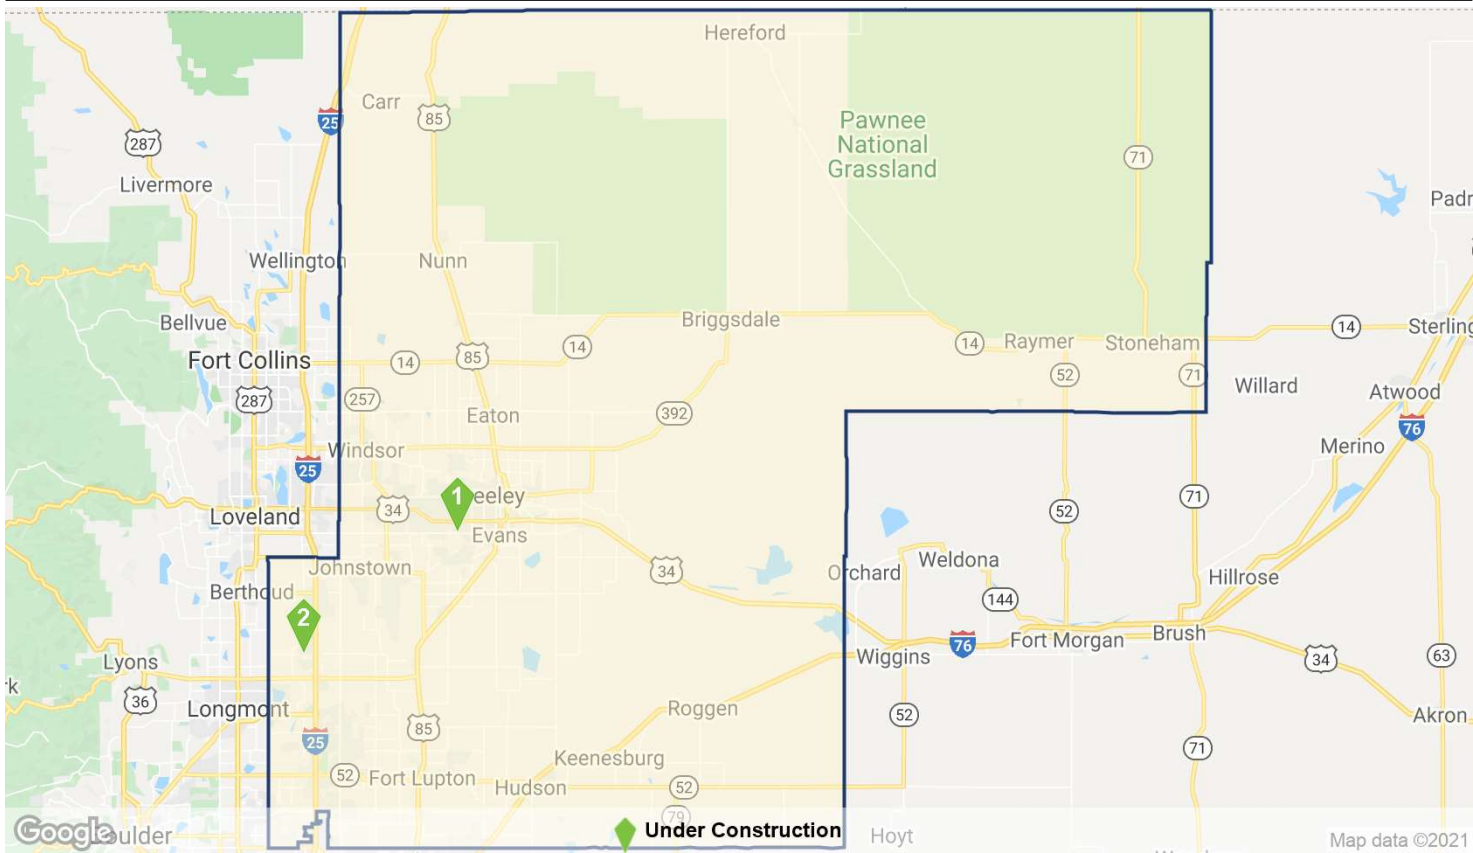 Hereford
Carr
25
85
Pawnee
National
Grassland
287
71
Livermore
Padr
Wellington
Nunn
Bellvue
Briggsdale
14
Sterling
Fort Collins
14
85
14
14
Raymer
Stoneham
287
257
52
71
Willard
Atwood
Eaton
392
76
Windsor
Merino
25
1
eeley
71
Loveland
34
52
Evans
Johnstown
34
Orchard
Weldona
Hillrose
Berthoud
144
2
Fort Morgan
Brush
Lyons
76
Wiggins
34
63
rk
36
Longmont
Roggen
52
Akron
85
25
71
Keenesburg
52
Fort Lupton
Hudson
52
79
Google
oulder
Under Construction
Hoyt
Map data ©2021